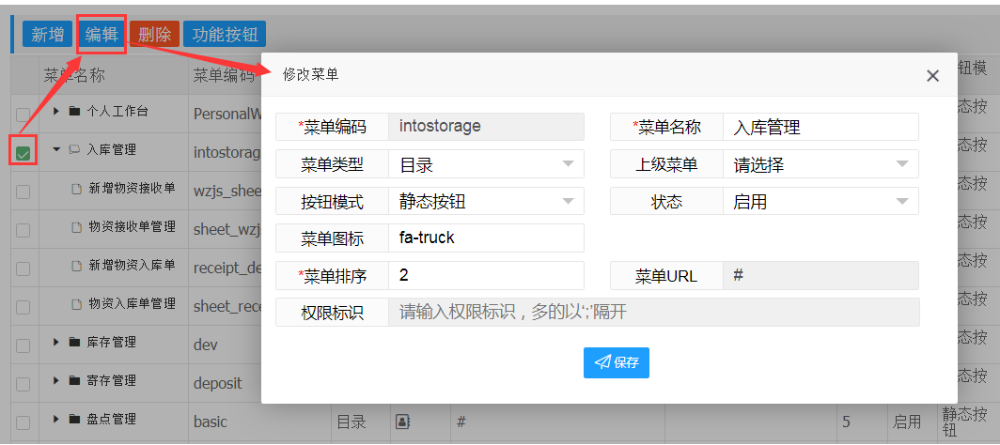 新增 编辑 删除 功能按钮
菜单名称 菜单编码 钮模
个人工作台 PersonalW 态按
入库管理 intostorag 态按
新增物资接收单 wzjs_shee 态按
物资接收单管理 sheet_wzj 态按
新增物资入库单 receipt_de 态按
物资入库单管理 sheet_rece 态按
库存管理 dev 态按
寄存管理 deposit 态按
盘点管理 basic 目录 # 5 启用 静态按
钮
修改菜单
*菜单编码 intostorage *菜单名称 入库管理
菜单类型 目录 上级菜单 请选择
按钮模式 静态按钮 状态 启用
菜单图标 fa-truck
*菜单排序 2 菜单URL #
权限标识 请输入权限标识，多的以‘;’隔开
保存